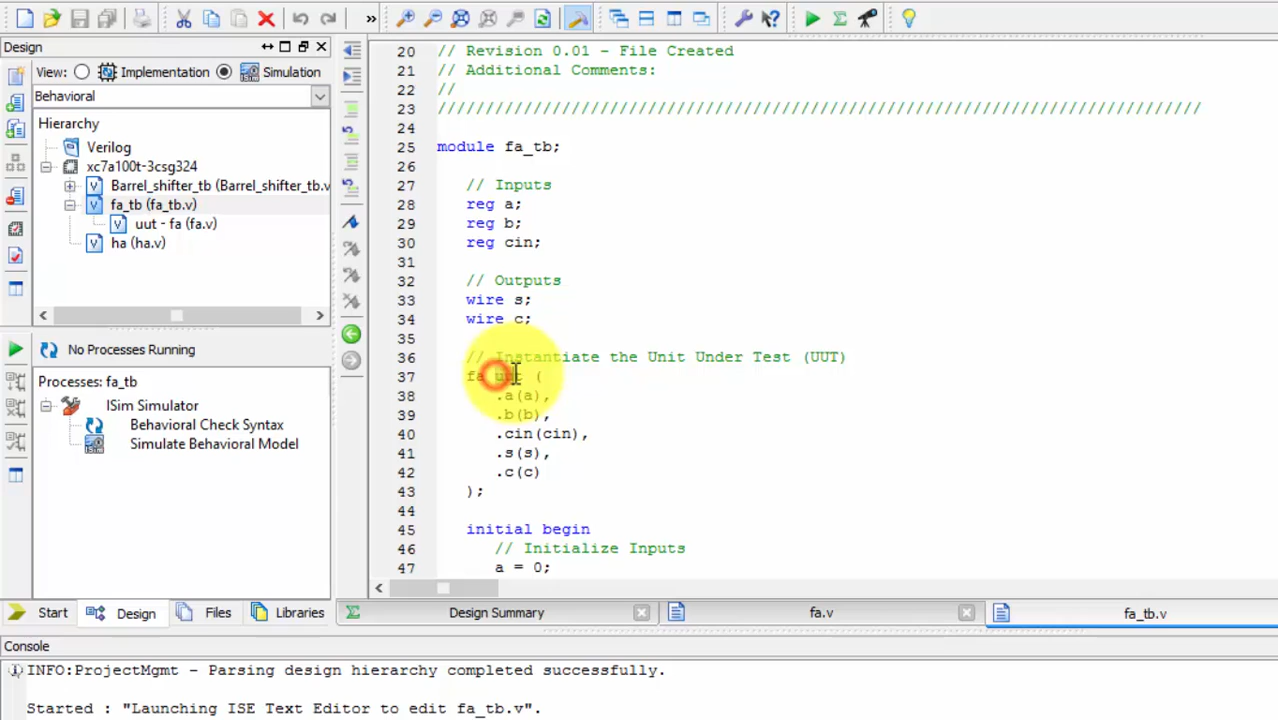 »
Design
View: Implementation Simulation
Behavioral
Hierarchy
Verilog
xc7a100t-3csg324
Barrel_shifter_tb (Barrel_shifter_tb.v
fa_tb (fa_tb.v)
uut - fa (fa.v)
ha (ha.v)
No Processes Running
Processes: fa_tb
ISim Simulator
Behavioral Check Syntax
Simulate Behavioral Model
Start
Design
Files
Libraries
20 // Revision 0.01 - File Created
21 // Additional Comments:
22 //
23 ////////////////////////////////////////////////////////////////////////////////
24
25 module fa_tb;
26
27 // Inputs
28 reg a;
29 reg b;
30 reg cin;
31
32 // Outputs
33 wire s;
34 wire c;
35
36 // Instantiate the Unit Under Test (UUT)
37 fa uut (
38 .a(a),
39 .b(b),
40 .cin(cin),
41 .s(s),
42 .c(c)
43 );
44
45 initial begin
46 // Initialize Inputs
47 a = 0;
Design Summary
fa.v
fa_tb.v
Console
INFO:ProjectMgmt - Parsing design hierarchy completed successfully.
Started : "Launching ISE Text Editor to edit fa_tb.v".